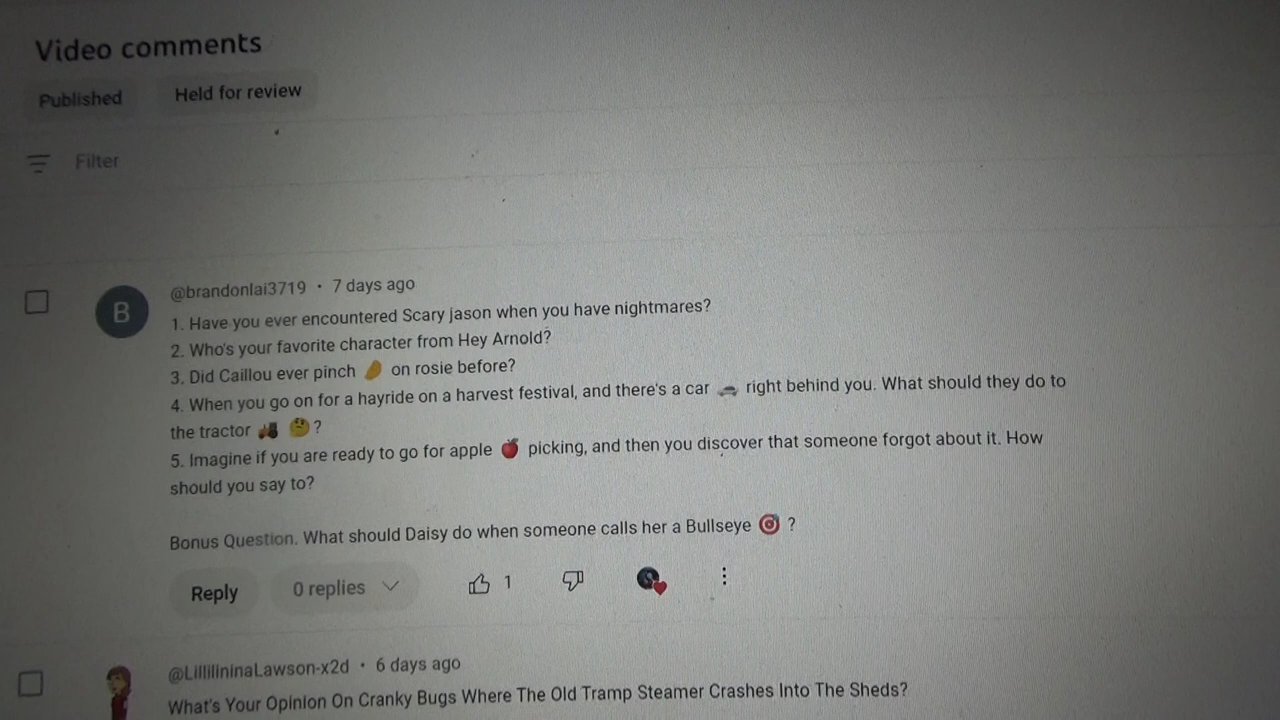 Video comments
Published
Held for review
Filter
B
@brandonlai3719 • 7 days ago
1. Have you ever encountered Scary jason when you have nightmares?
2. Who's your favorite character from Hey Arnold?
3. Did Caillou ever pinch 🤌 on rosie before?
4. When you go on for a hayride on a harvest festival, and there's a car 🚗 right behind you. What should they do to
the tractor 🚜 🤔?
5. Imagine if you are ready to go for apple 🍎 picking, and then you discover that someone forgot about it. How
should you say to?
Bonus Question. What should Daisy do when someone calls her a Bullseye 🎯 ?
Reply
0 replies
1
@LillilininaLawson-x2d • 6 days ago
What's Your Opinion On Cranky Bugs Where The Old Tramp Steamer Crashes Into The Sheds?